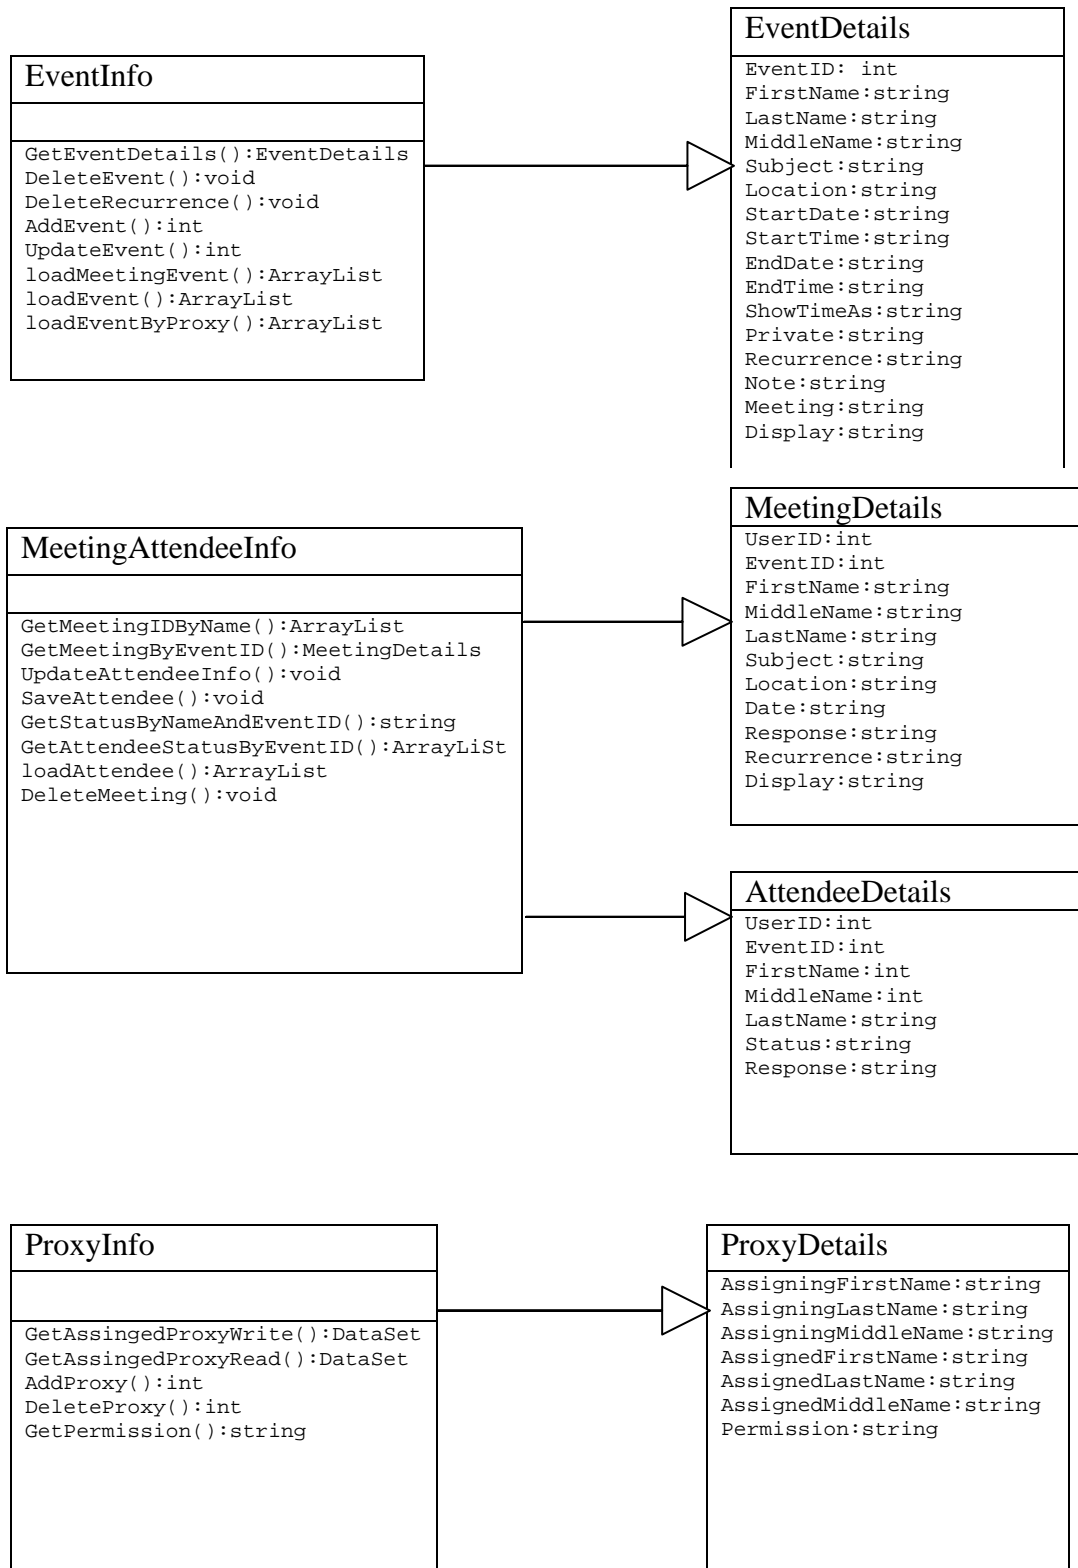 EventInfo
GetEventDetails():EventDetails
DeleteEvent():void
DeleteRecurrence():void
AddEvent():int
UpdateEvent():int
loadMeetingEvent():ArrayList
loadEvent():ArrayList
loadEventByProxy():ArrayList
EventDetails
EventID: int
FirstName:string
LastName:string
MiddleName:string
Subject:string
Location:string
StartDate:string
StartTime:string
EndDate:string
EndTime:string
ShowTimeAs:string
Private:string
Recurrence:string
Note:string
Meeting:string
Display:string
MeetingAttendeeInfo
GetMeetingIDByName():ArrayList
GetMeetingByEventID():MeetingDetails
UpdateAttendeeInfo():void
SaveAttendee():void
GetStatusByNameAndEventID():string
GetAttendeeStatusByEventID():ArrayLiSt
loadAttendee():ArrayList
DeleteMeeting():void
MeetingDetails
UserID:int
EventID:int
FirstName:string
MiddleName:string
LastName:string
Subject:string
Location:string
Date:string
Response:string
Recurrence:string
Display:string
AttendeeDetails
UserID:int
EventID:int
FirstName:int
MiddleName:int
LastName:string
Status:string
Response:string
ProxyInfo
GetAssingedProxyWrite():DataSet
GetAssingedProxyRead():DataSet
AddProxy():int
DeleteProxy():int
GetPermission():string
ProxyDetails
AssigningFirstName:string
AssigningLastName:string
AssigningMiddleName:string
AssignedFirstName:string
AssignedLastName:string
AssignedMiddleName:string
Permission:string